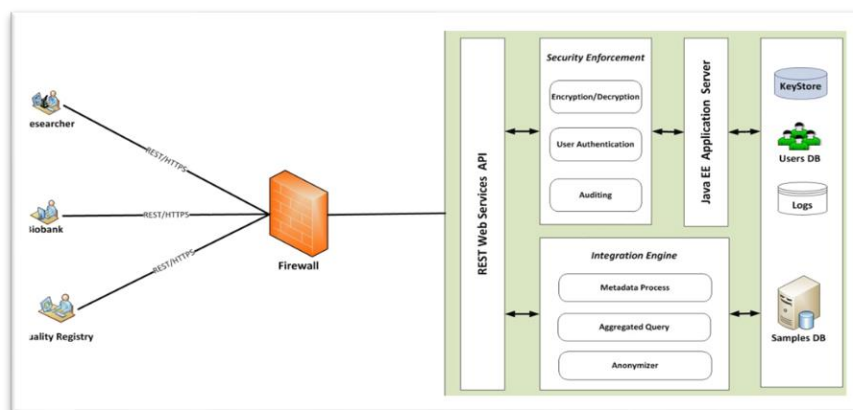 esearcher
REST/HTTPS
iobank
REST/HTTPS
uality Registry
REST/HTTPS
Firewall
REST Web Services API
Security Enforcement
Encryption/Decryption
User Authentication
Auditing
Java EE Application Server
KeyStore
Users DB
Logs
Integration Engine
Metadata Process
Aggregated Query
Anonymizer
Samples DB